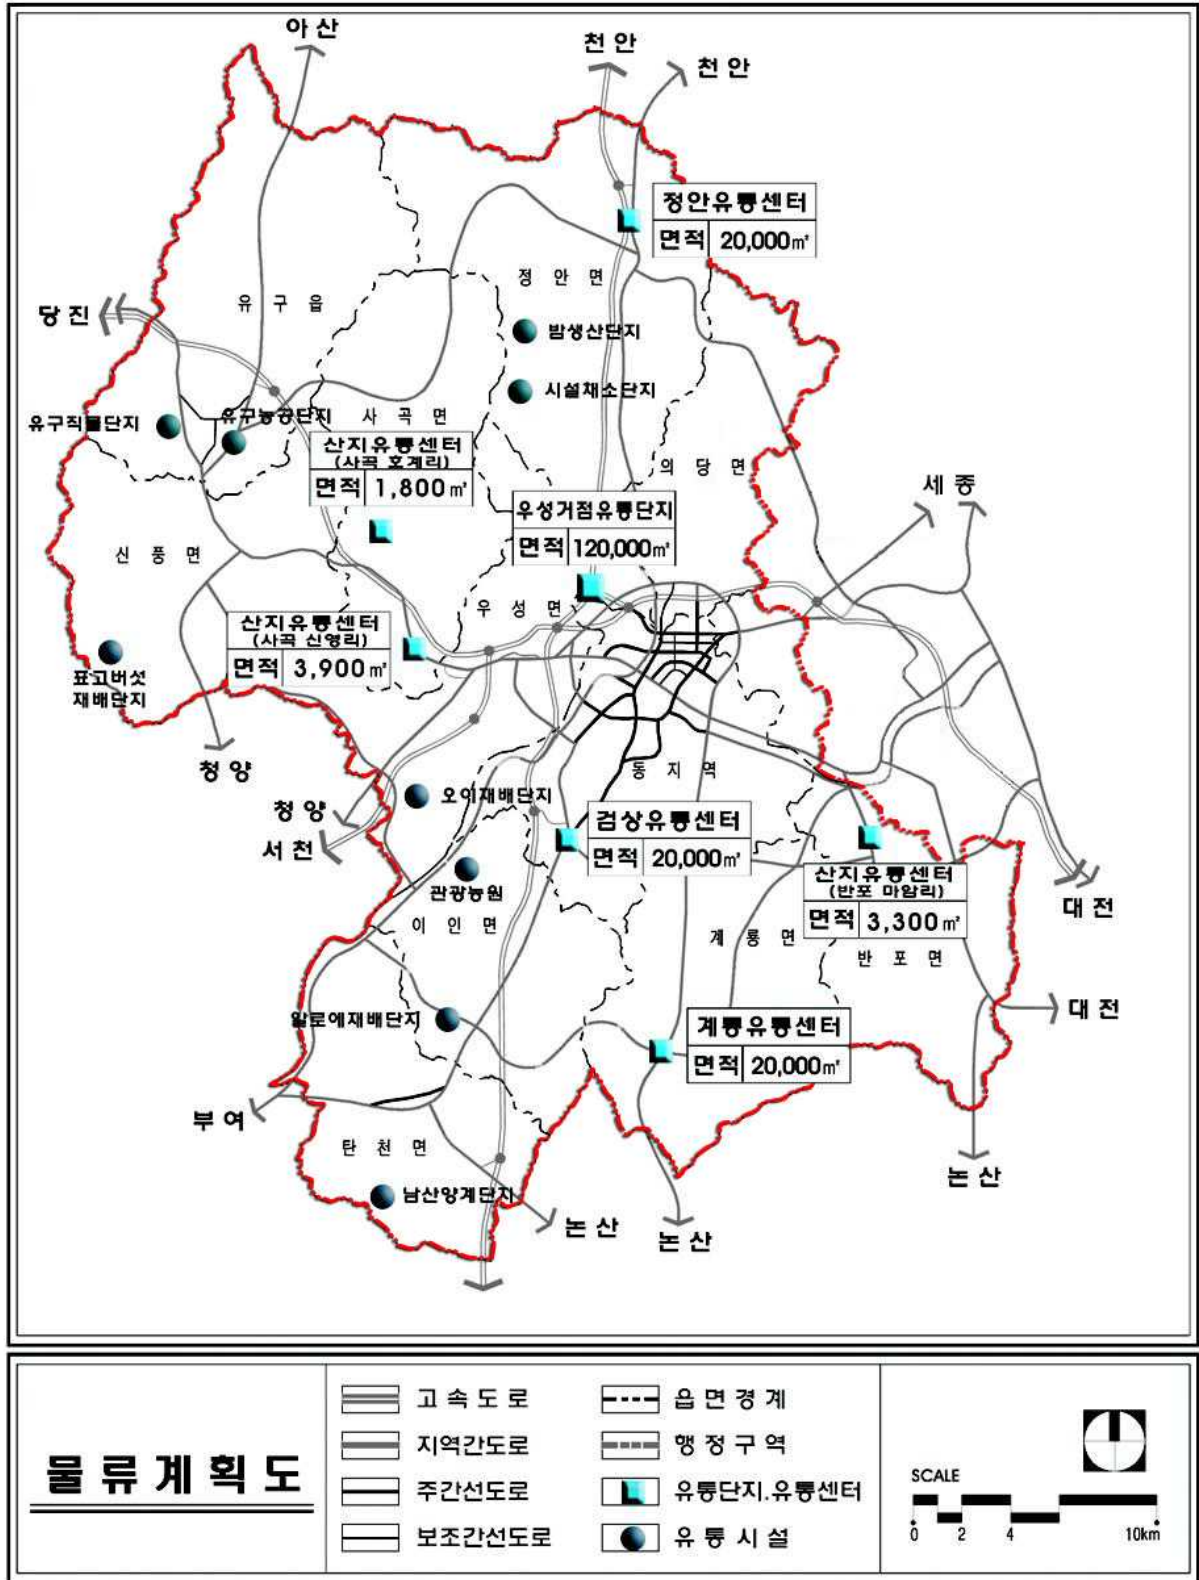 아산
천안
천안
정안유통센터
면적 20,000㎡
정안면
유구읍
당진
밤생산단지
시설채소단지
유구직물단지
유구농공단지
사곡면
산지유통센터
(사곡 호계리)
면적 1,800㎡
의당면
세종
우성거점유통단지
면적 120,000㎡
신풍면
우성면
산지유통센터
(사곡 신영리)
면적 3,900㎡
표고버섯
재배단지
청양
동지역
오이재배단지
청양
서천
검상유통센터
면적 20,000㎡
관광농원
산지유통센터
(반포 마암리)
면적 3,300㎡
대전
이인면
계룡면
반포면
알로에재배단지
계룡유통센터
면적 20,000㎡
대전
부여
탄천면
논산
남산양계단지
논산
논산
물류계획도
고속도로
지역간도로
주간선도로
보조간선도로
읍면경계
행정구역
유통단지.유통센터
유통시설
SCALE
0 2 4 10km